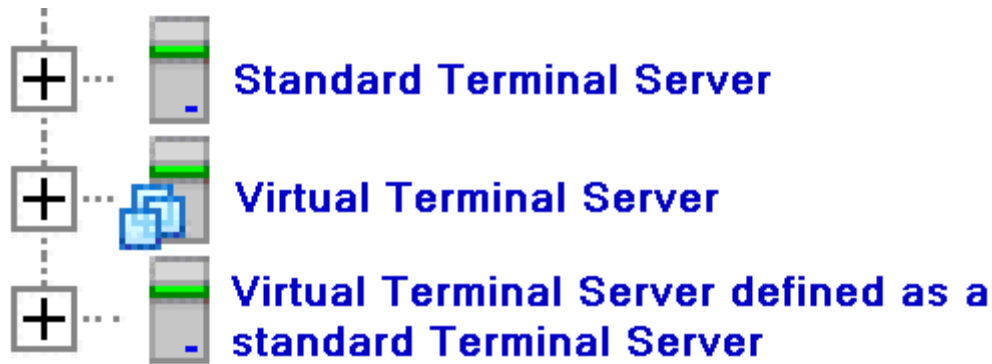 Standard Terminal Server
Virtual Terminal Server
Virtual Terminal Server defined as a
standard Terminal Server